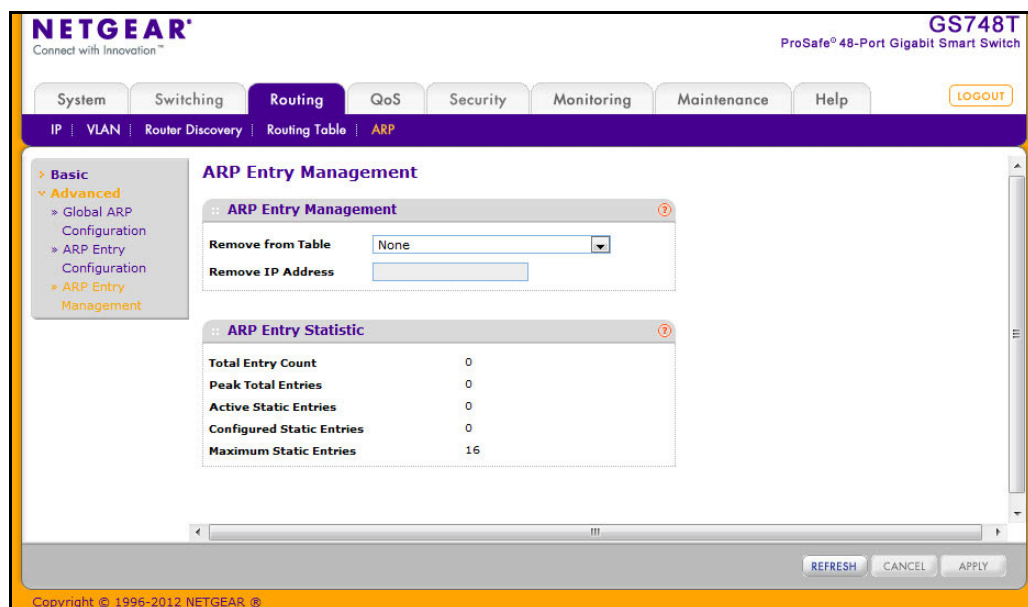 NETGEAR®
Connect with Innovation™
GS748T
ProSafe® 48-Port Gigabit Smart Switch
System Switching Routing QoS Security Monitoring Maintenance Help LOGOUT
IP | VLAN | Router Discovery | Routing Table | ARP
Basic
Advanced
» Global ARP
Configuration
» ARP Entry
Configuration
» ARP Entry
Management
ARP Entry Management
ARP Entry Management ?
Remove from Table None
Remove IP Address
ARP Entry Statistic ?
Total Entry Count 0
Peak Total Entries 0
Active Static Entries 0
Configured Static Entries 0
Maximum Static Entries 16
REFRESH CANCEL APPLY
Copyright © 1996-2012 NETGEAR ®